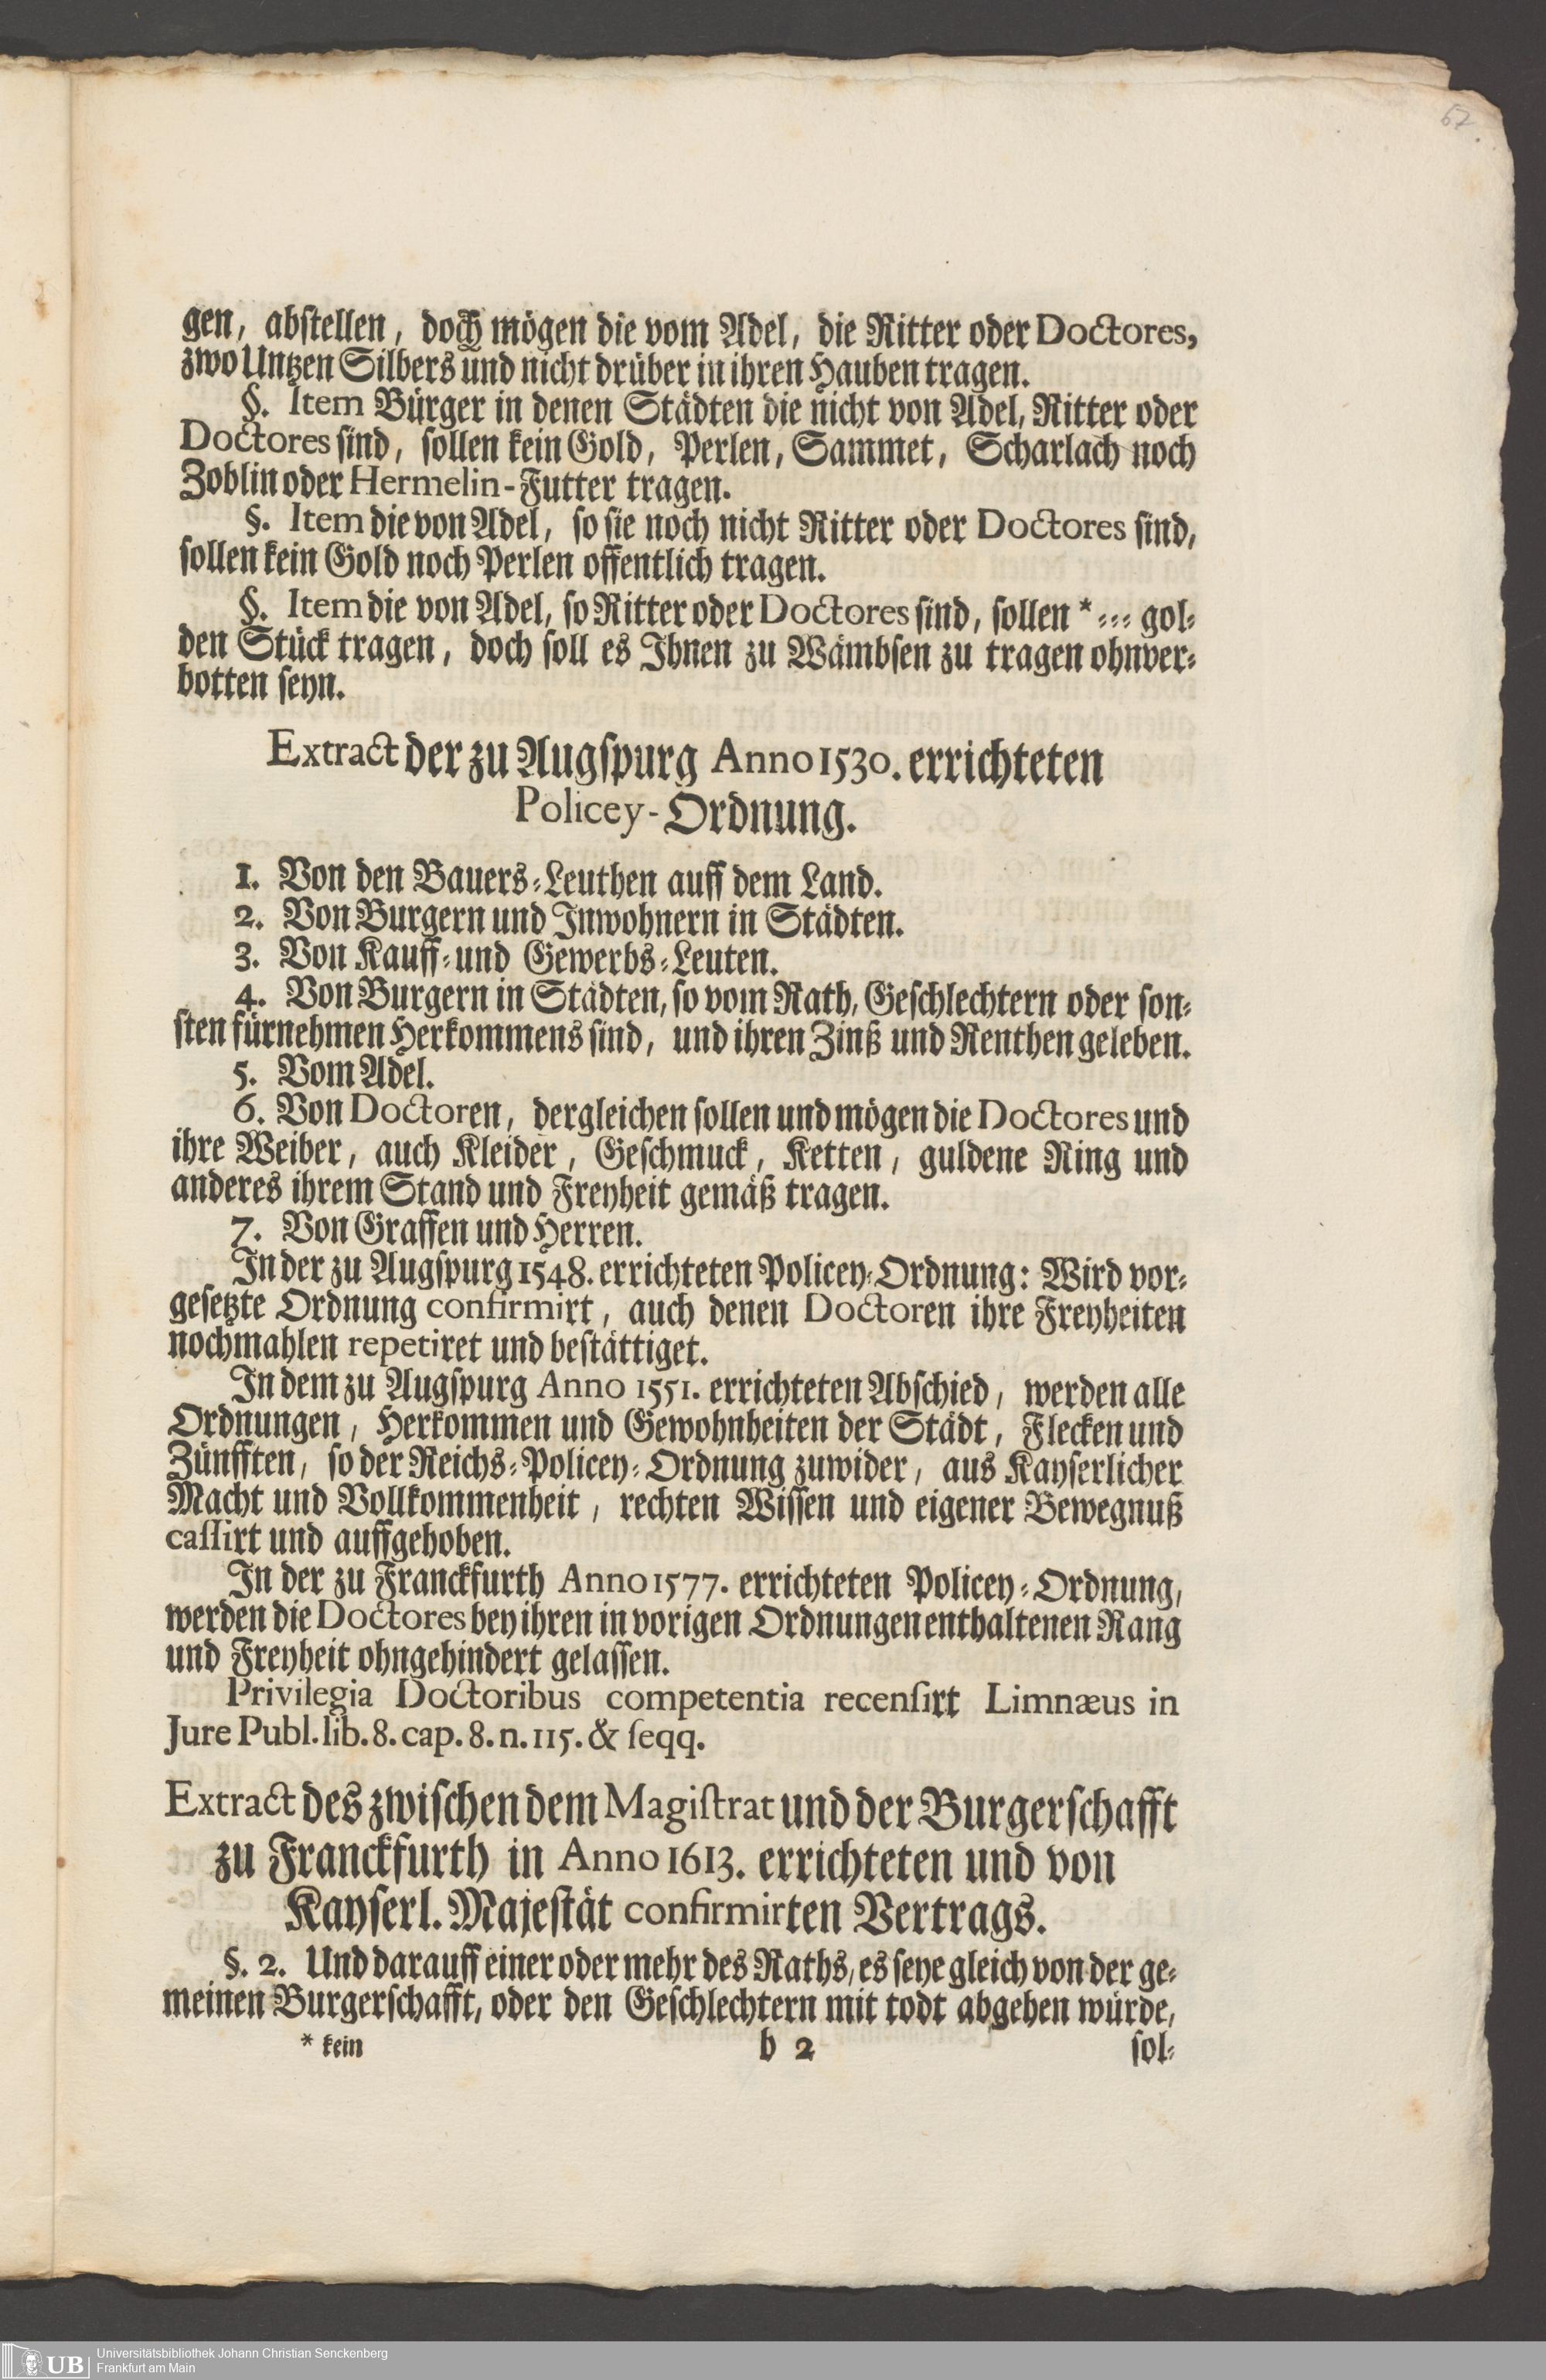 67.
gen, abstellen, doch mögen die vom Adel, die Ritter oder Doctores,
zwo Untzen Silbers und nicht drüber in ihren Hauben tragen.
§. Item Bürger in denen Städten die nicht von Adel, Ritter oder
Doctores sind, sollen kein Gold, Perlen, Sammet, Scharlach noch
Zoblin oder Hermelin-Futter tragen.
§. Item die von Adel, so sie noch nicht Ritter oder Doctores sind,
sollen kein Gold noch Perlen offentlich tragen.
§. Item die von Adel, so Ritter oder Doctores sind, sollen * ⸗⸗⸗ gol⸗
den Stück tragen, doch soll es Ihnen zu Wämbsen zu tragen ohnver⸗
botten seyn.
Extract der zu Augspurg Anno 1530. errichteten
Policey-Ordnung.
1. Von den Bauers⸗Leuthen auff dem Land.
2. Von Burgern und Inwohnern in Städten.
3. Von Kauff⸗und Gewerbs⸗Leuten.
4. Von Burgern in Städten, so vom Rath, Geschlechtern oder son⸗
sten fürnehmen Herkommens sind, und ihren Zinß und Renthen geleben.
5. Vom Adel.
6. Von Doctoren, dergleichen sollen und mögen die Doctores und
ihre Weiber, auch Kleider, Geschmuck, Ketten, guldene Ring und
anderes ihrem Stand und Freyheit gemäß tragen.
7. Von Graffen und Herren.
In der zu Augspurg 1548. errichteten Policey⸗Ordnung: Wird vor⸗
gesetzte Ordnung confirmirt, auch denen Doctoren ihre Freyheiten
nochmahlen repetiret und bestättiget.
In dem zu Augspurg Anno 1551. errichteten Abschied, werden alle
Ordnungen, Herkommen und Gewohnheiten der Städt, Flecken und
Zünfften, so der Reichs⸗Policey⸗Ordnung zuwider, aus Kayserlicher
Macht und Vollkommenheit, rechten Wissen und eigener Bewegnuß
cassirt und auffgehoben.
In der zu Franckfurth Anno 1577. errichteten Policey⸗Ordnung,
werden die Doctores bey ihren in vorigen Ordnungen enthaltenen Rang
und Freyheit ohngehindert gelassen.
Privilegia Doctoribus competentia recensirt Limnæus in
Jure Publ. lib. 8. cap. 8. n. 115. & seqq.
Extract des zwischen dem Magistrat und der Burgerschafft
zu Franckfurth in Anno 1613. errichteten und von
Kayserl. Majestät confirmirten Vertrags.
§. 2. Und darauff einer oder mehr des Raths, es seye gleich von der ge⸗
meinen Burgerschafft, oder den Geschlechtern mit todt abgehen würde,
* kein b 2 sol⸗
UB Universitätsbibliothek Johann Christian Senckenberg
Frankfurt am Main